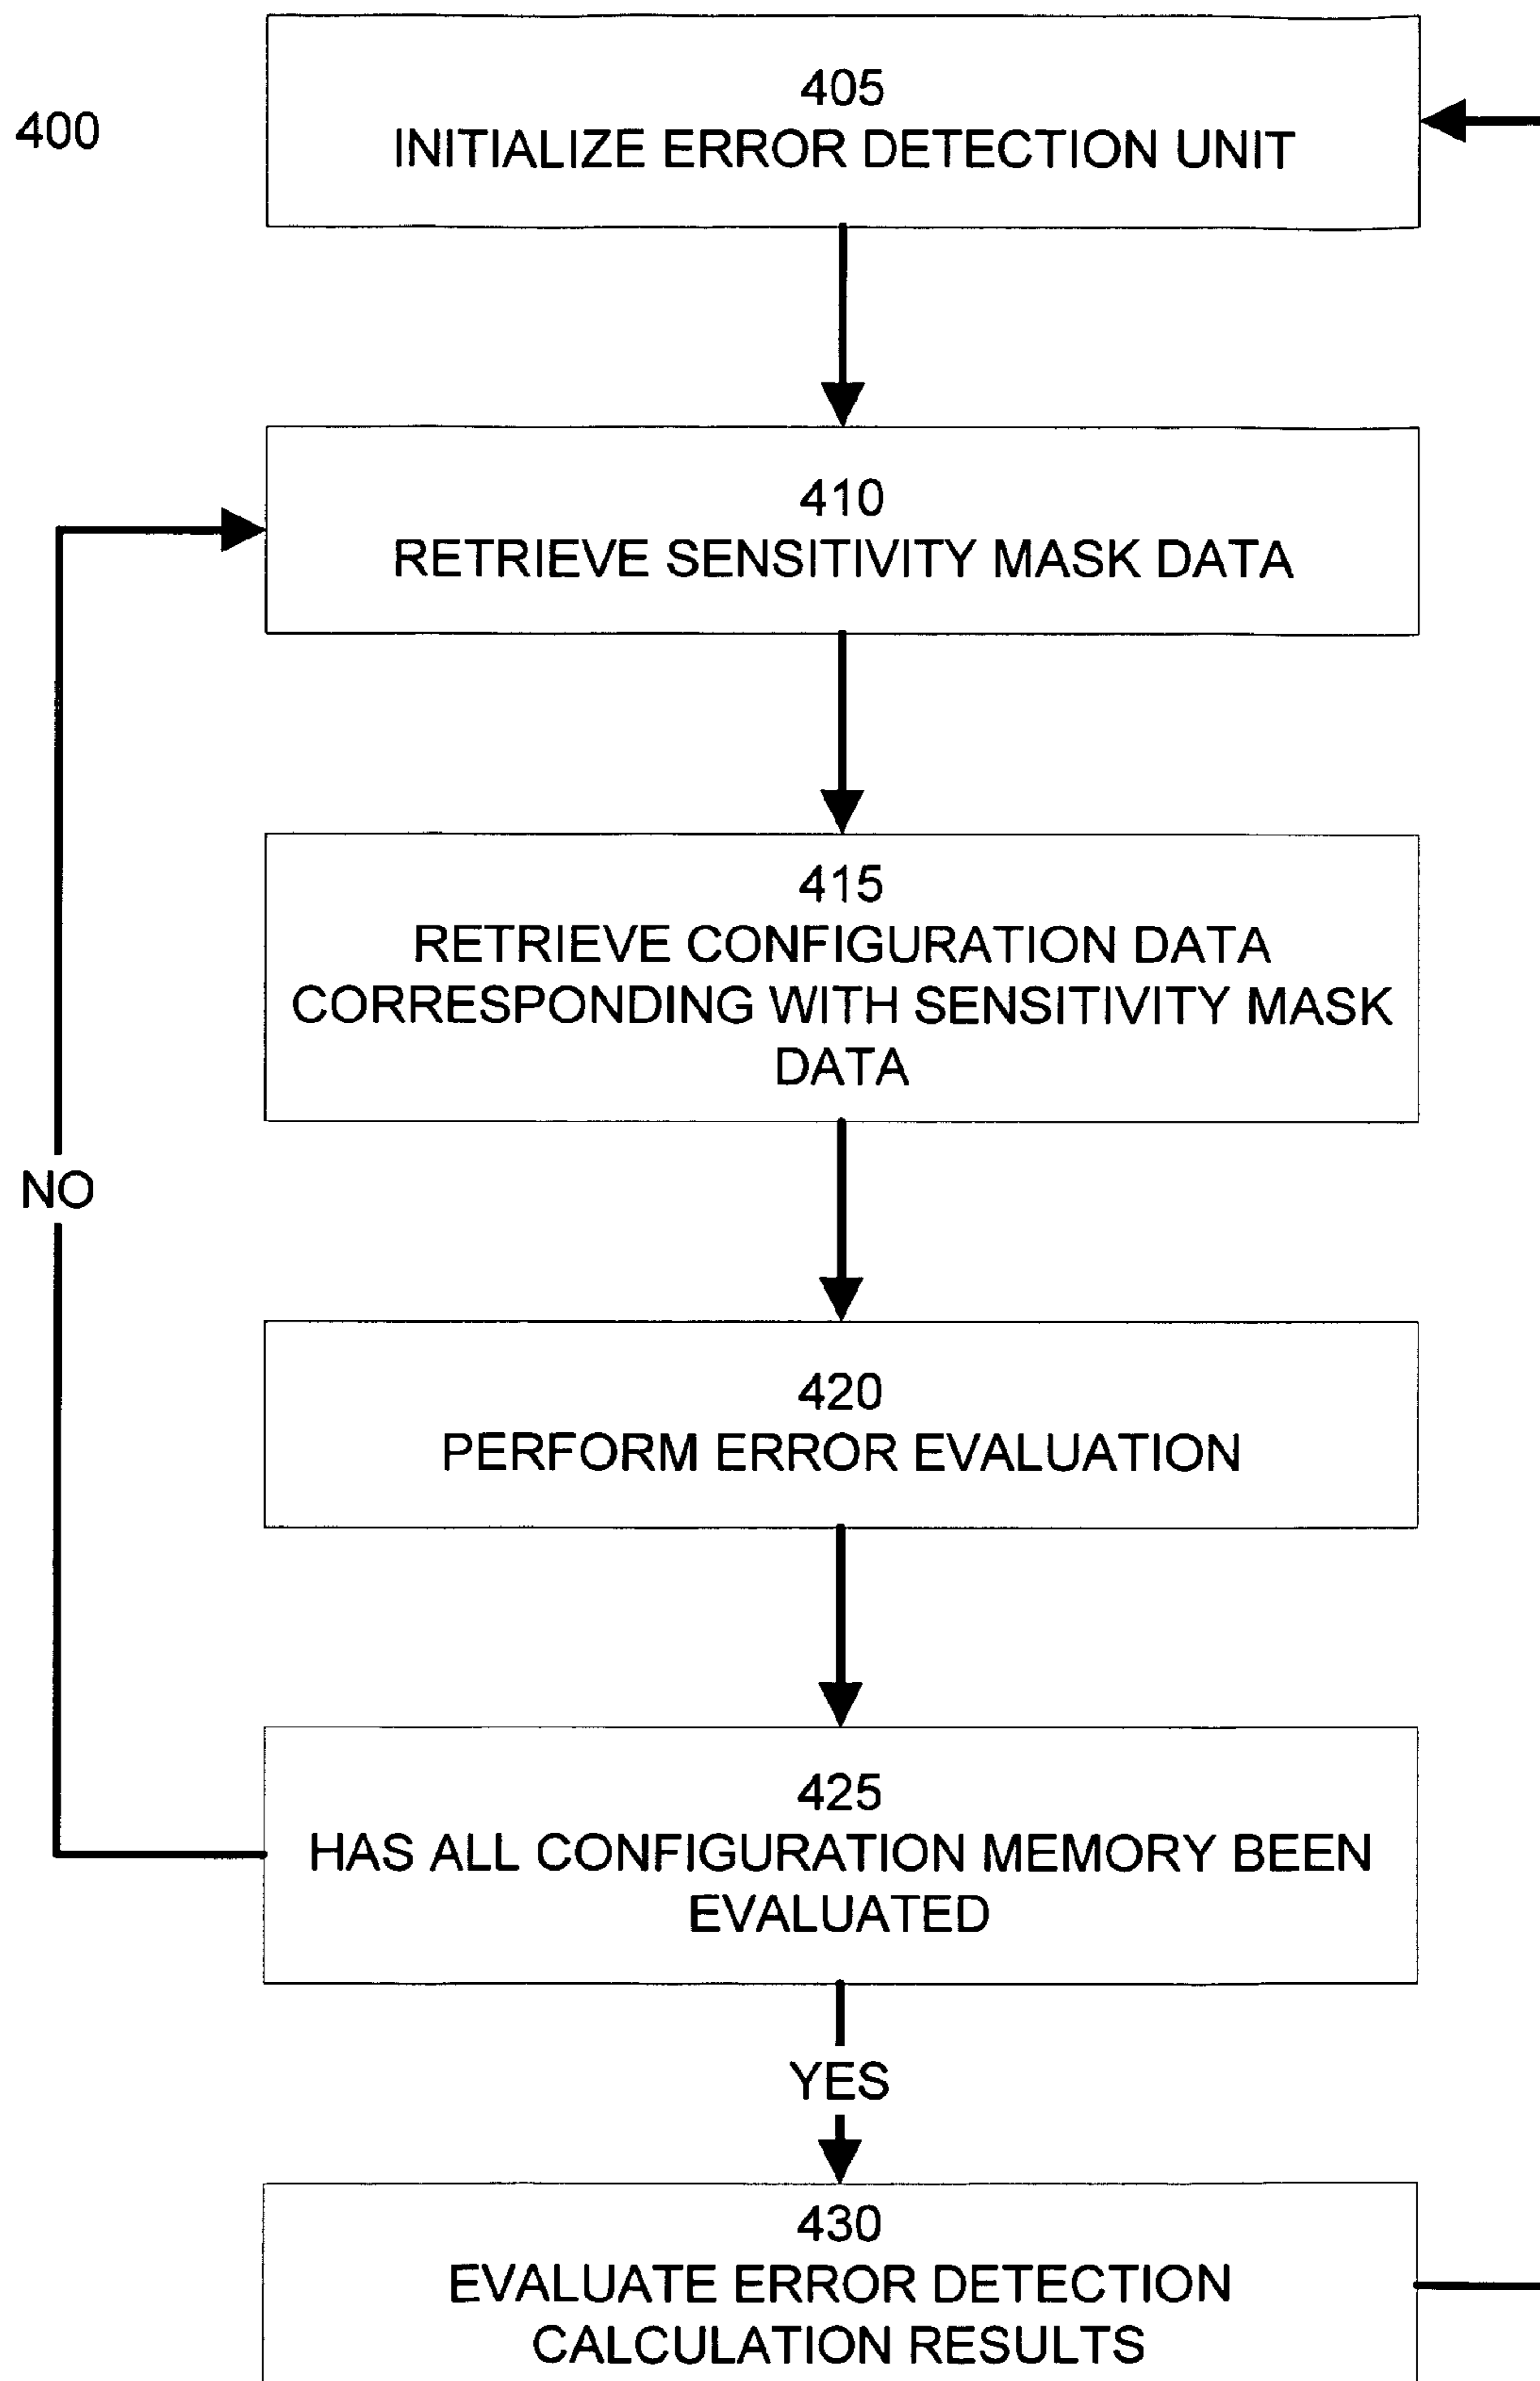 400
405
INITIALIZE ERROR DETECTION UNIT
410
RETRIEVE SENSITIVITY MASK DATA
415
RETRIEVE CONFIGURATION DATA
CORRESPONDING WITH SENSITIVITY MASK
DATA
NO
420
PERFORM ERROR EVALUATION
425
HAS ALL CONFIGURATION MEMORY BEEN
EVALUATED
YES
430
EVALUATE ERROR DETECTION
CALCULATION RESULTS